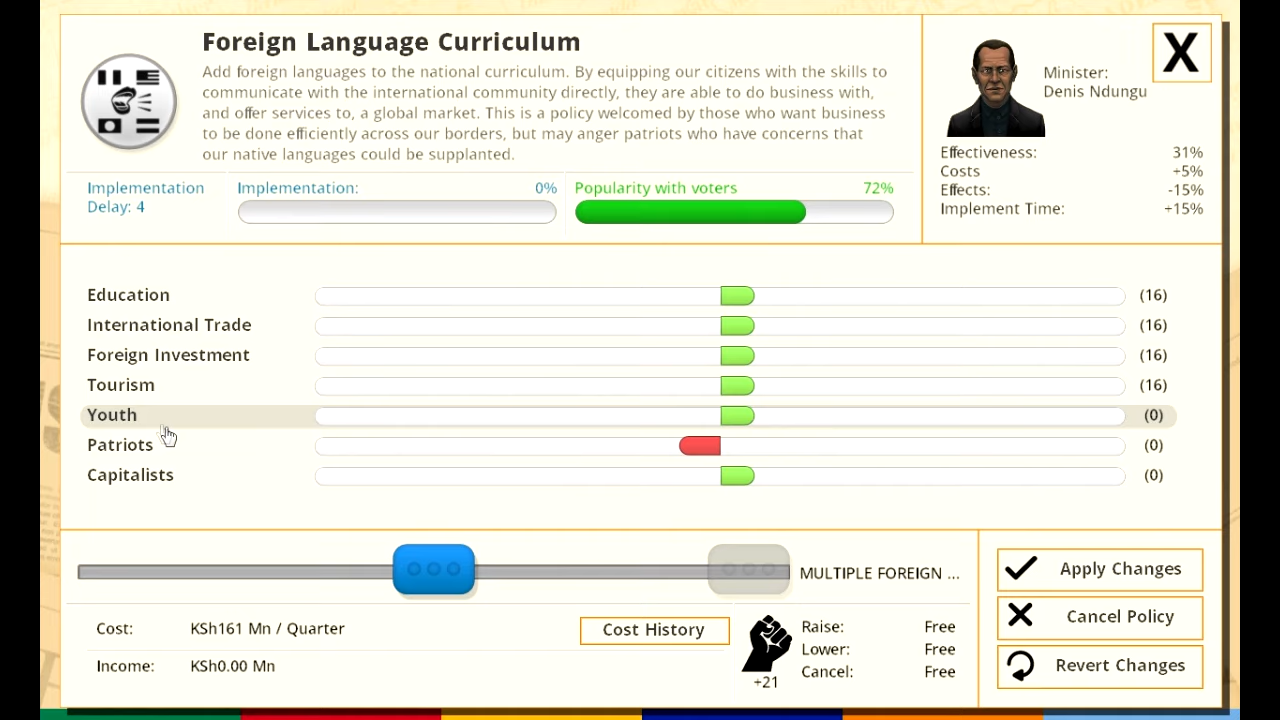 Foreign Language Curriculum
Add foreign languages to the national curriculum. By equipping our citizens with the skills to
communicate with the international community directly, they are able to do business with,
and offer services to, a global market. This is a policy welcomed by those who want business
to be done efficiently across our borders, but may anger patriots who have concerns that
our native languages could be supplanted.
X
Minister:
Denis Ndungu
Effectiveness: 31%
Costs +5%
Effects: -15%
Implement Time: +15%
Implementation
Delay: 4
Implementation: 0%
Popularity with voters 72%
Education (16)
International Trade (16)
Foreign Investment (16)
Tourism (16)
Youth (0)
Patriots (0)
Capitalists (0)
MULTIPLE FOREIGN ...
Cost: KSh161 Mn / Quarter
Income: KSh0.00 Mn
Cost History
+21
Raise: Free
Lower: Free
Cancel: Free
Apply Changes
Cancel Policy
Revert Changes